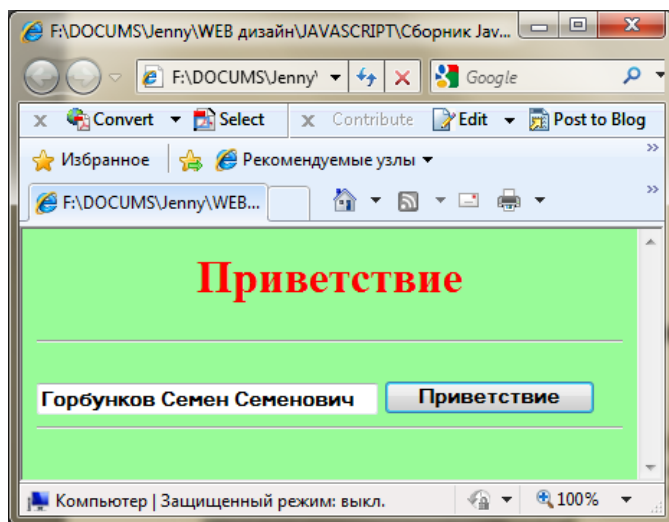 F:\DOCUMS\Jenny\WEB дизайн\JAVASCRIPT\Сборник Jav...
F:\DOCUMS\Jenny\ Google
x Convert Select x Contribute Edit Post to Blog
Избранное Рекомендуемые узлы »
F:\DOCUMS\Jenny\WEB... »
Приветствие
Горбунков Семен Семенович Приветствие
Компьютер | Защищенный режим: выкл. 100%